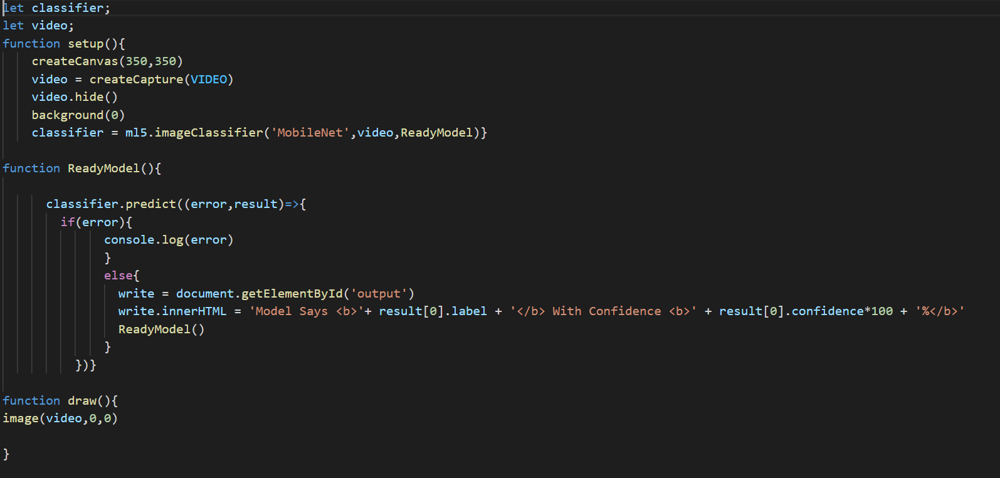 let classifier;
let video;
function setup(){
    createCanvas(350,350)
    video = createCapture(VIDEO)
    video.hide()
    background(0)
    classifier = ml5.imageClassifier('MobileNet',video,ReadyModel)}

function ReadyModel(){

      classifier.predict((error,result)=>{
        if(error){
              console.log(error)
              }
              else{
                write = document.getElementById('output')
                write.innerHTML = 'Model Says <b>'+ result[0].label + '</b> With Confidence <b>' + result[0].confidence*100 + '%</b>'
                ReadyModel()
              }
          })}

function draw(){
image(video,0,0)

}